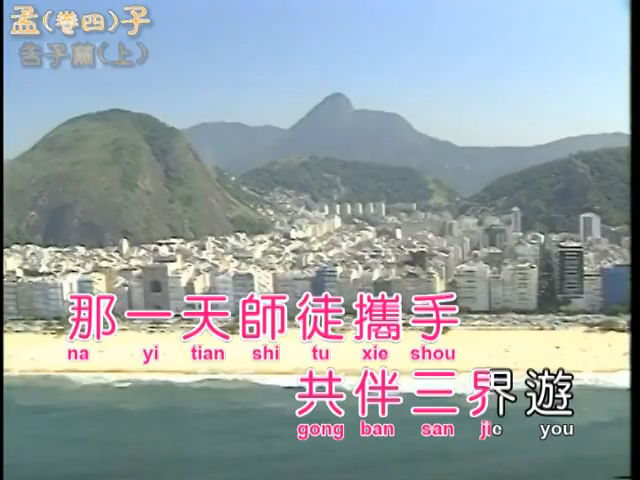 孟(卷四)子
告子篇(上)
那一天師徒攜手
na yi tian shi tu xie shou
共伴三界遊
gong ban san jie you